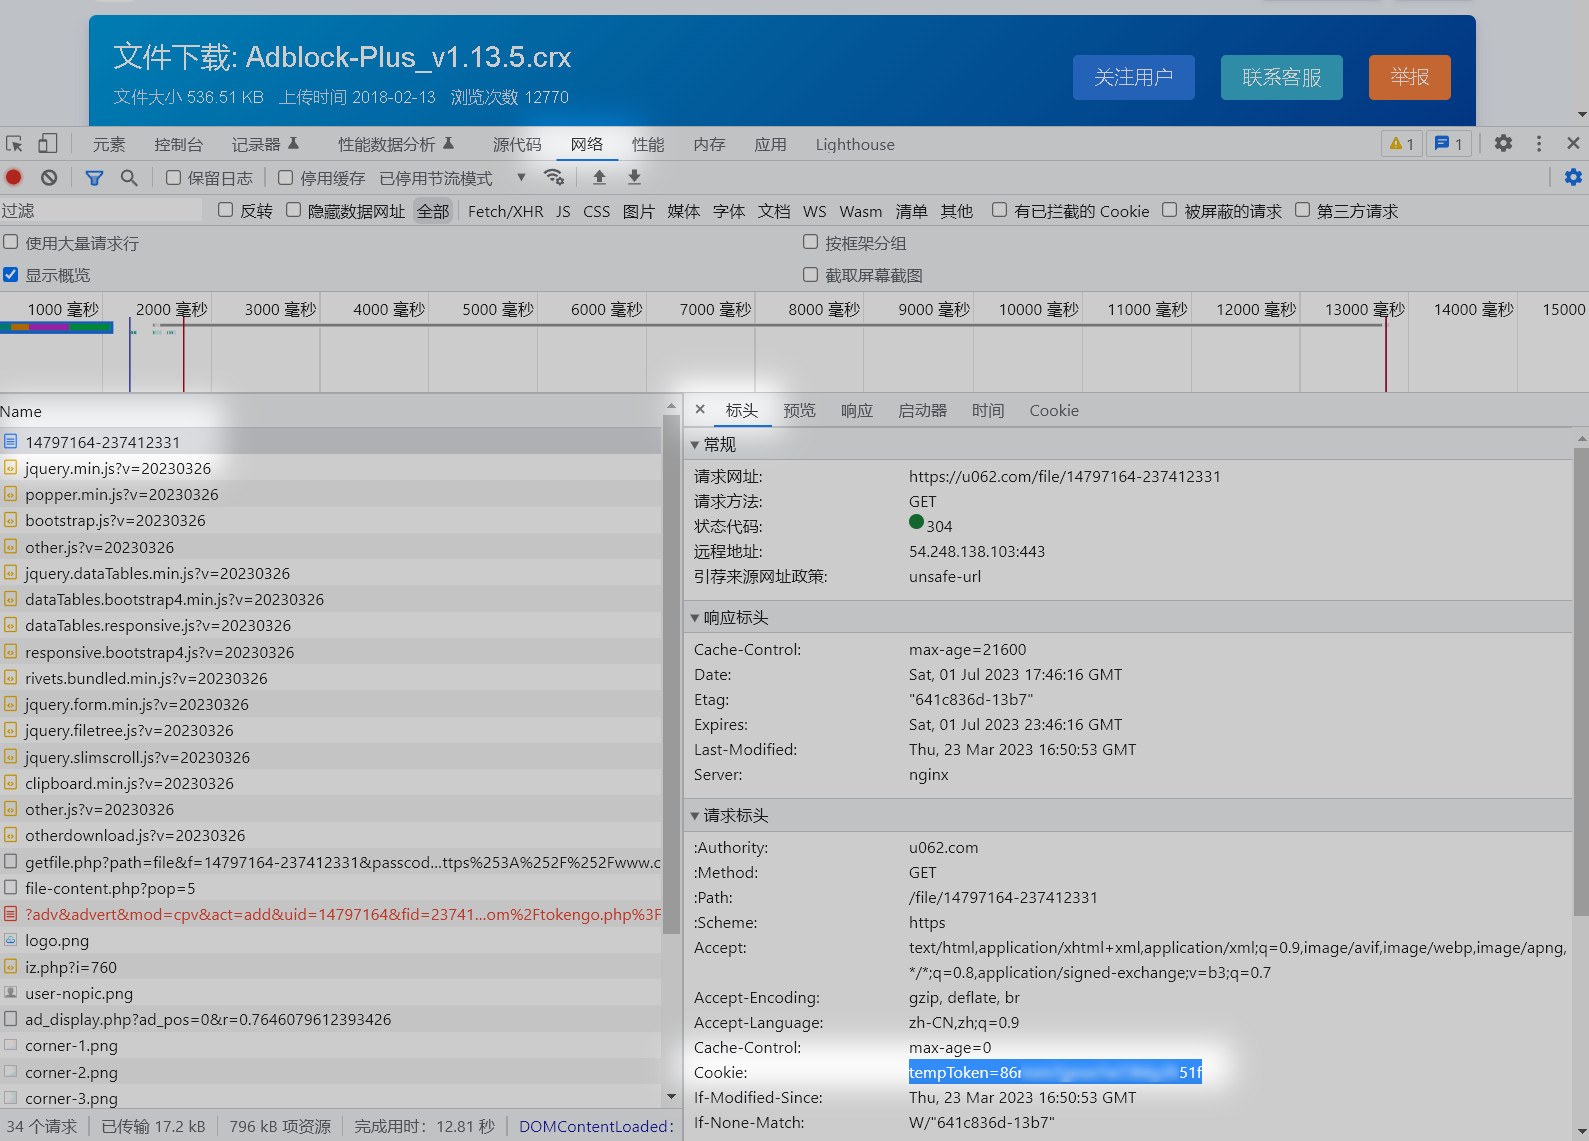 文件下载: Adblock-Plus_v1.13.5.crx
文件大小 536.51 KB 上传时间 2018-02-13 浏览次数 12770
关注用户 联系客服 举报
元素 控制台 记录器 性能数据分析 源代码 网络 性能 内存 应用 Lighthouse 1 1
保留日志 停用缓存 已停用节流模式
过滤 反转 隐藏数据网址 全部 Fetch/XHR JS CSS 图片 媒体 字体 文档 WS Wasm 清单 其他 有已拦截的 Cookie 被屏蔽的请求 第三方请求
使用大量请求行 按框架分组
显示概览 截取屏幕截图
1000 毫秒 2000 毫秒 3000 毫秒 4000 毫秒 5000 毫秒 6000 毫秒 7000 毫秒 8000 毫秒 9000 毫秒 10000 毫秒 11000 毫秒 12000 毫秒 13000 毫秒 14000 毫秒 15000
Name
14797164-237412331
jquery.min.js?v=20230326
popper.min.js?v=20230326
bootstrap.js?v=20230326
other.js?v=20230326
jquery.dataTables.min.js?v=20230326
dataTables.bootstrap4.min.js?v=20230326
dataTables.responsive.js?v=20230326
responsive.bootstrap4.js?v=20230326
rivets.bundled.min.js?v=20230326
jquery.form.min.js?v=20230326
jquery.filetree.js?v=20230326
jquery.slimscroll.js?v=20230326
clipboard.min.js?v=20230326
other.js?v=20230326
otherdownload.js?v=20230326
getfile.php?path=file&f=14797164-237412331&passcod...ttps%253A%252F%252Fwww.c
file-content.php?pop=5
?adv&advert&mod=cpv&act=add&uid=14797164&fid=23741...om%2Ftokengo.php%3F
logo.png
iz.php?i=760
user-nopic.png
ad_display.php?ad_pos=0&r=0.7646079612393426
corner-1.png
corner-2.png
corner-3.png
34 个请求 已传输 17.2 kB 796 kB 项资源 完成用时： 12.81 秒 DOMContentLoaded:
标头 预览 响应 启动器 时间 Cookie
常规
请求网址: https://u062.com/file/14797164-237412331
请求方法: GET
状态代码: 304
远程地址: 54.248.138.103:443
引荐来源网址政策: unsafe-url
响应标头
Cache-Control: max-age=21600
Date: Sat, 01 Jul 2023 17:46:16 GMT
Etag: "641c836d-13b7"
Expires: Sat, 01 Jul 2023 23:46:16 GMT
Last-Modified: Thu, 23 Mar 2023 16:50:53 GMT
Server: nginx
请求标头
:Authority: u062.com
:Method: GET
:Path: /file/14797164-237412331
:Scheme: https
Accept: text/html,application/xhtml+xml,application/xml;q=0.9,image/avif,image/webp,image/apng,
*/*;q=0.8,application/signed-exchange;v=b3;q=0.7
Accept-Encoding: gzip, deflate, br
Accept-Language: zh-CN,zh;q=0.9
Cache-Control: max-age=0
Cookie: tempToken=86 51f
If-Modified-Since: Thu, 23 Mar 2023 16:50:53 GMT
If-None-Match: W/"641c836d-13b7"